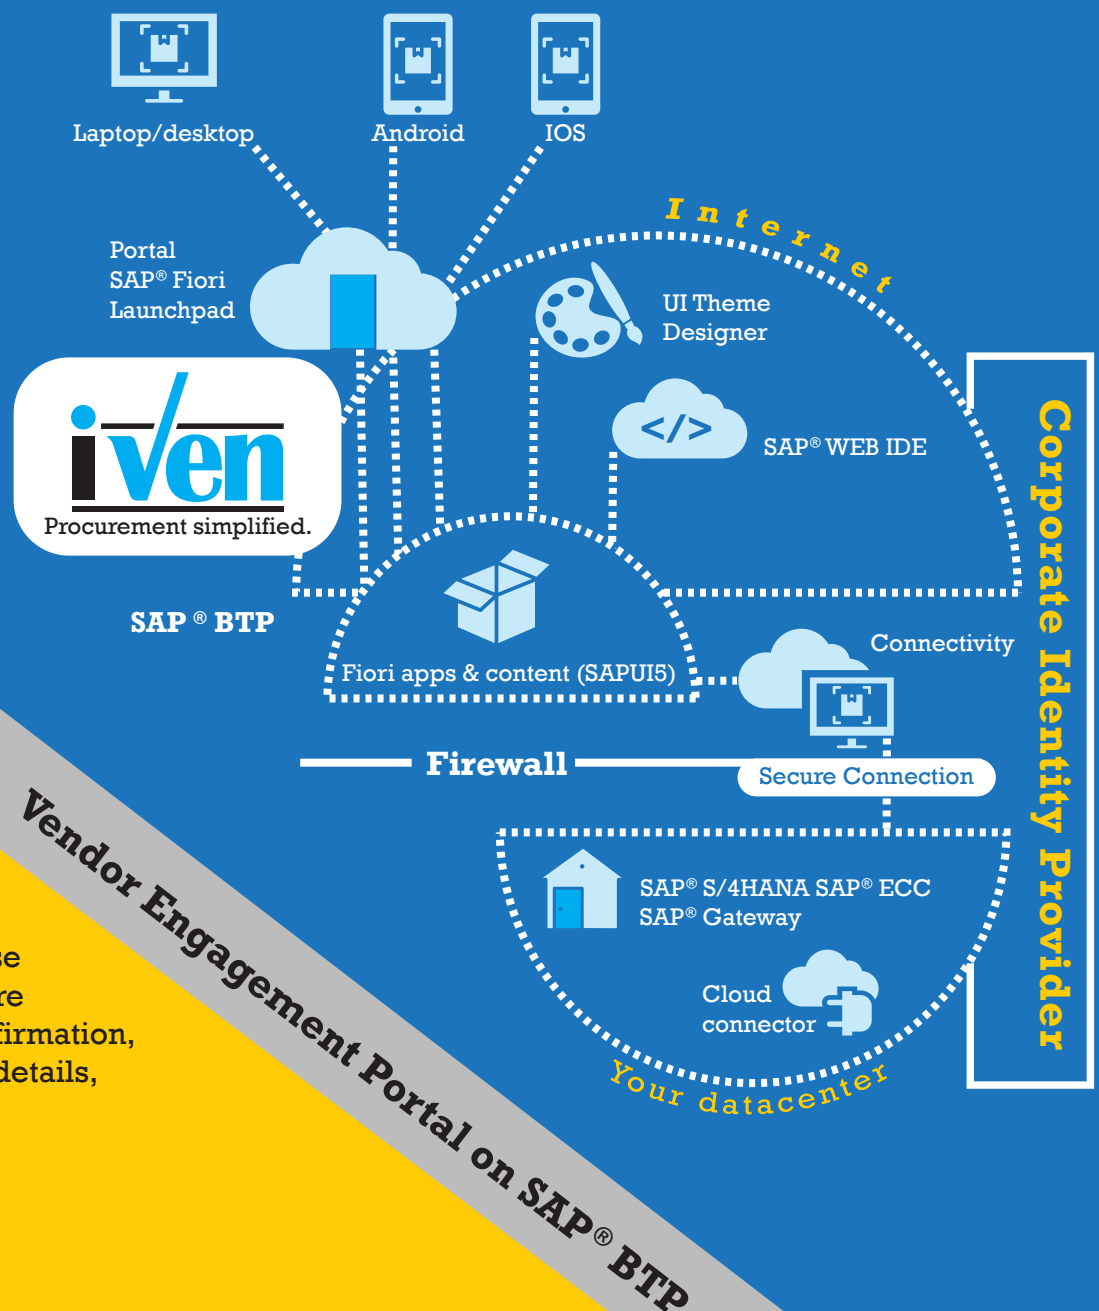 Laptop/desktop
Android
IOS
Internet
Portal
SAP® Fiori
Launchpad
UI Theme
Designer
</>
SAP® WEB IDE
iven
Procurement simplified.
SAP ® BTP
Fiori apps & content (SAPUI5)
Connectivity
Firewall
Secure Connection
SAP® S/4HANA SAP® ECC
SAP® Gateway
Cloud
connector
Your datacenter
Corporate Identity Provider
Vendor Engagement Portal on SAP® BTP
se
re
firmation,
details,